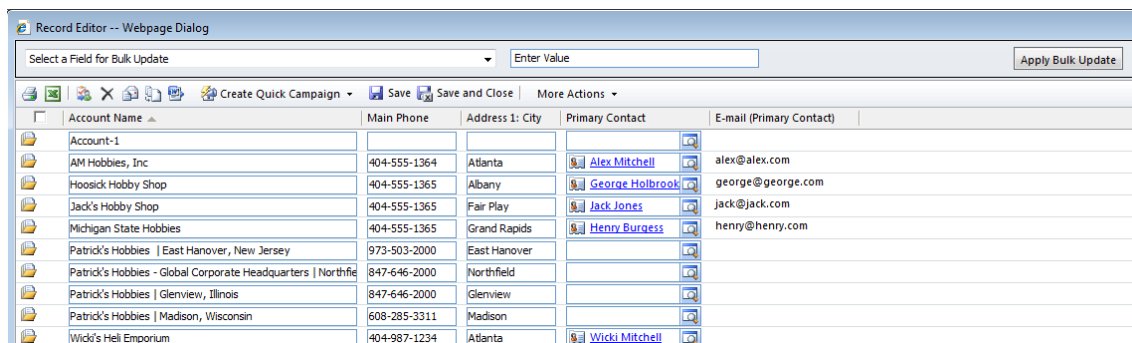 Record Editor -- Webpage Dialog
Select a Field for Bulk Update Enter Value Apply Bulk Update
Create Quick Campaign Save Save and Close More Actions
Account Name Main Phone Address 1: City Primary Contact E-mail (Primary Contact)
Account-1
AM Hobbies, Inc 404-555-1364 Atlanta Alex Mitchell alex@alex.com
Hoosick Hobby Shop 404-555-1365 Albany George Holbrook george@george.com
Jack's Hobby Shop 404-555-1365 Fair Play Jack Jones jack@jack.com
Michigan State Hobbies 404-555-1365 Grand Rapids Henry Burgess henry@henry.com
Patrick's Hobbies | East Hanover, New Jersey 973-503-2000 East Hanover
Patrick's Hobbies - Global Corporate Headquarters | Northfie 847-646-2000 Northfield
Patrick's Hobbies | Glenview, Illinois 847-646-2000 Glenview
Patrick's Hobbies | Madison, Wisconsin 608-285-3311 Madison
Wicki's Heli Emporium 404-987-1234 Atlanta Wicki Mitchell